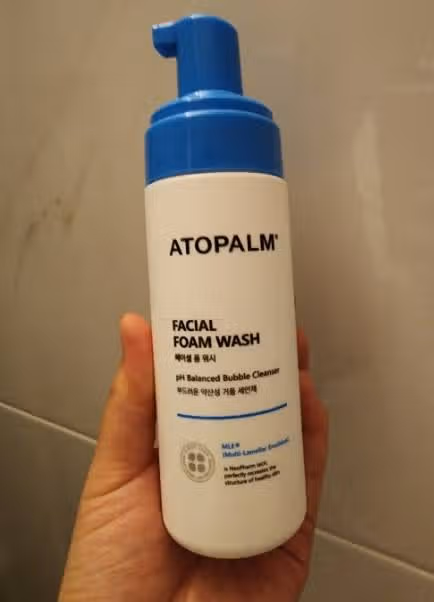 ATOPALM®
FACIAL
FOAM WASH
페이셜 폼 워시
pH Balanced Bubble Cleanser
부드러운 약산성 거품 세안제
MLE®
(Multi-Lamellar Emulsion)
is NeoPharm tech.
perfectly recreates the
structure of healthy skin